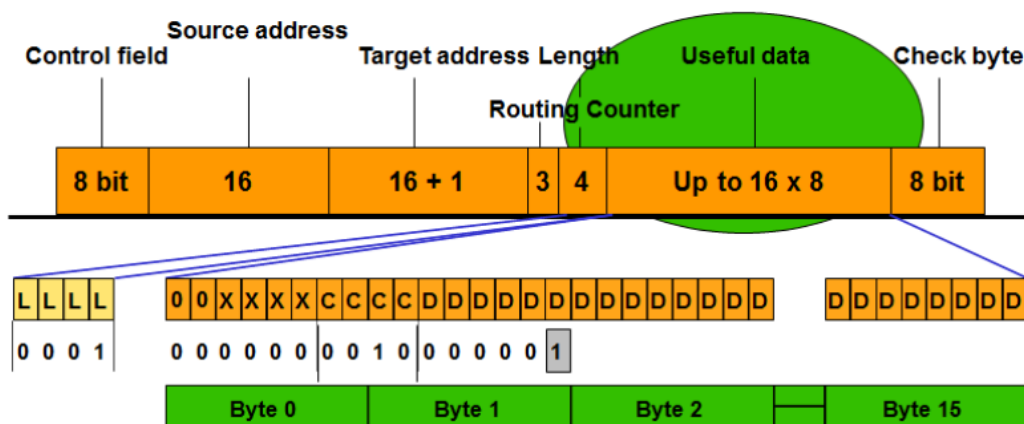 Source address
Control field Target address Length Useful data Check byte
Routing Counter
8 bit 16 16 + 1 3 4 Up to 16 x 8 8 bit
L L L L 0 0 X X X X C C C C D D D D D D D D D D D D D D D D D D D D D D
0 0 0 1 0 0 0 0 0 0 0 0 1 0 0 0 0 0 0 1
Byte 0 Byte 1 Byte 2 Byte 15